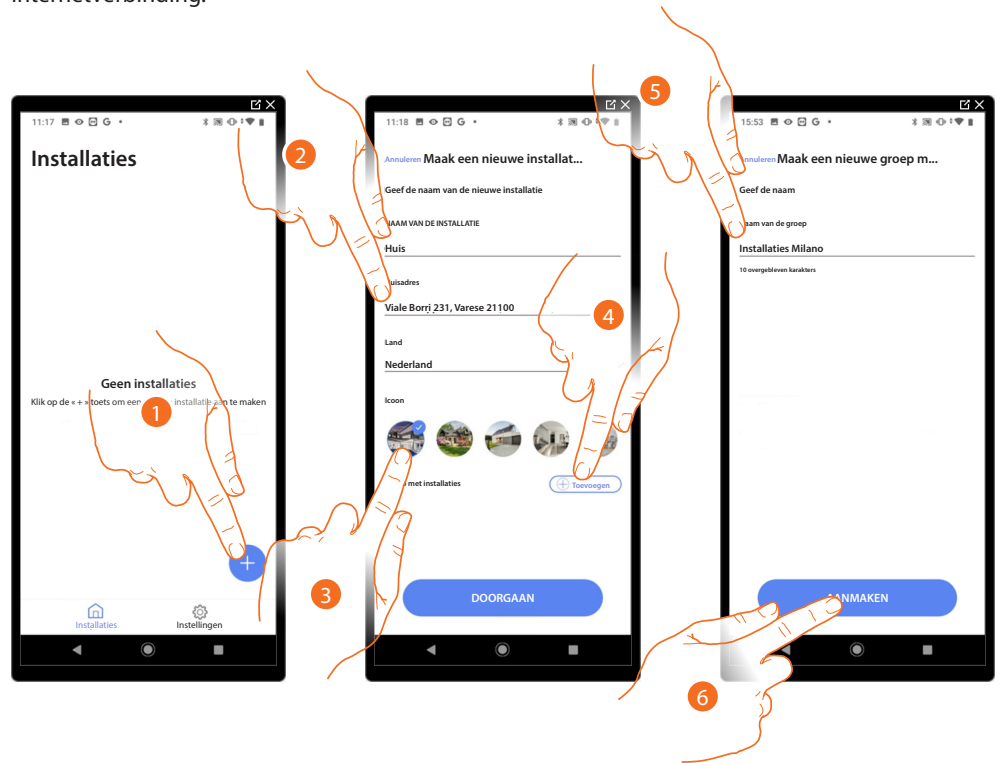 internetverbinding.
11:17
Installaties
Geen installaties
Klik op de « + » toets om een installatie aan te maken
1
Installaties
Instellingen
2
11:18
Annuleren Maak een nieuwe installat...
Geef de naam van de nieuwe installatie
NAAM VAN DE INSTALLATIE
Huis
Huisadres
Viale Borri 231, Varese 21100
Land
Nederland
Icoon
met installaties
Toevoegen
DOORGAAN
3
4
5
15:53
Annuleren Maak een nieuwe groep m...
Geef de naam
Naam van de groep
Installaties Milano
10 overgebleven karakters
AANMAKEN
6